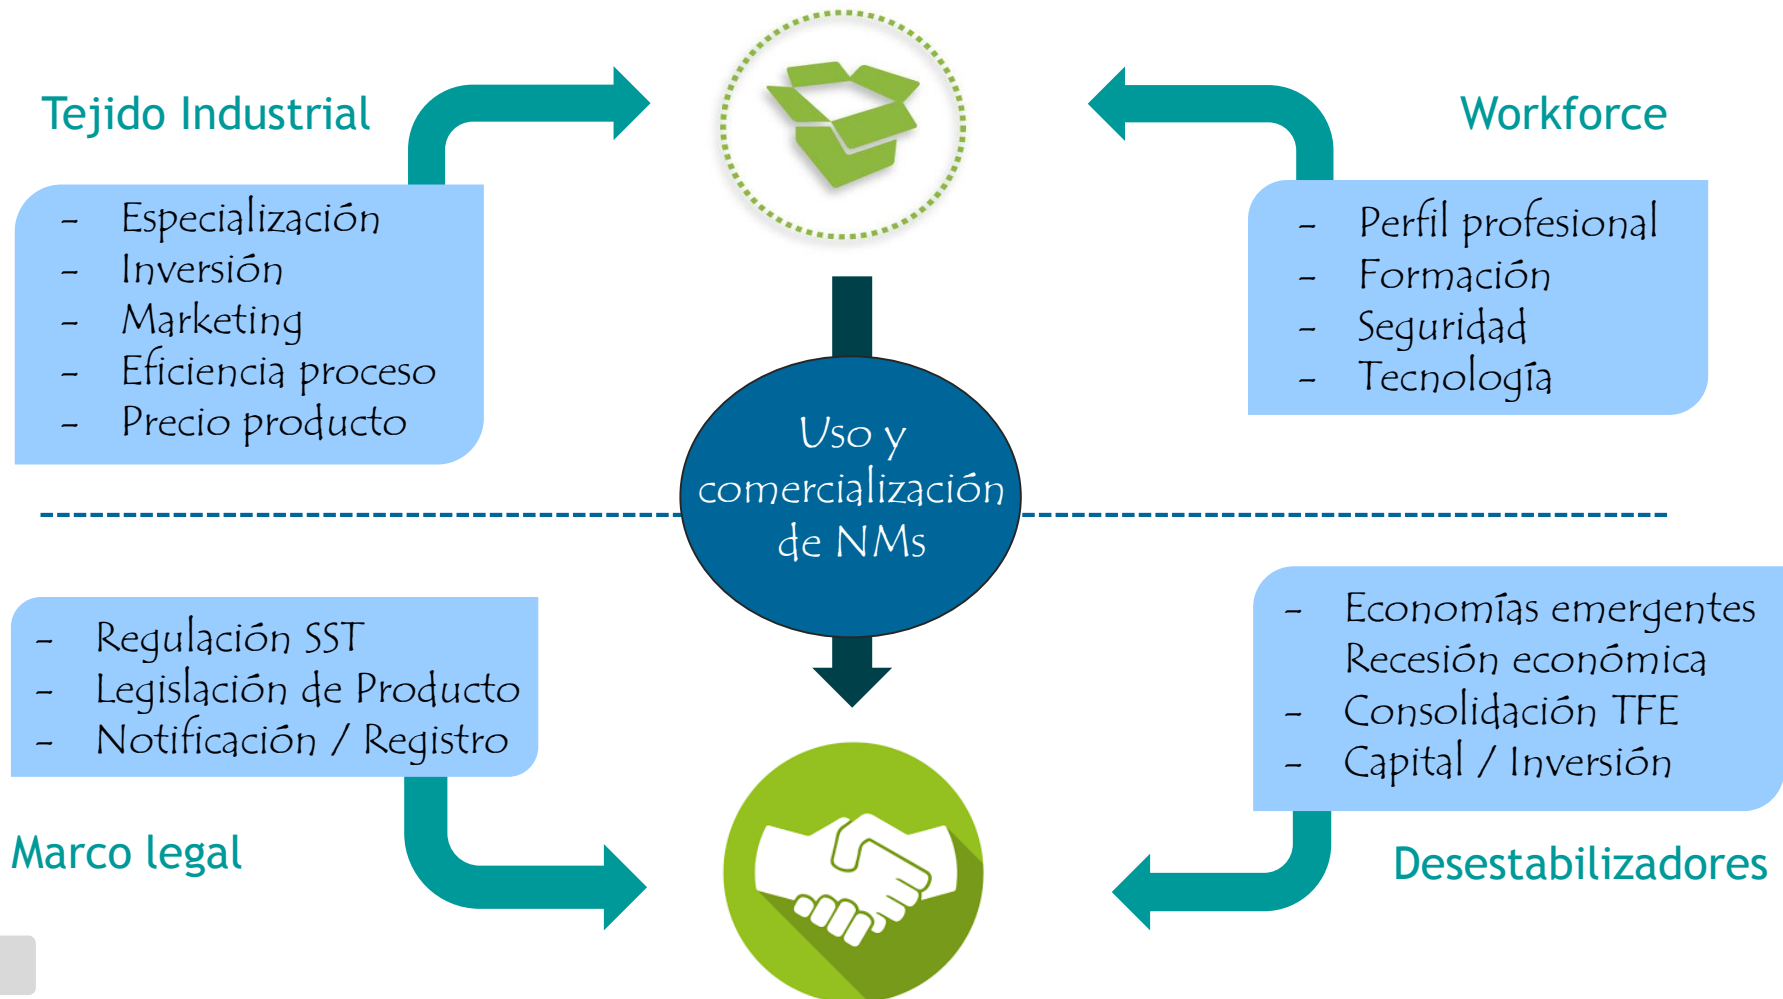 Tejido Industrial
- Especialización
- Inversión
- Marketing
- Eficiencia proceso
- Precio producto
Workforce
- Perfil profesional
- Formación
- Seguridad
- Tecnología
Uso y
comercialización
de NMs
- Regulación SST
- Legislación de Producto
- Notificación / Registro
Marco legal
- Economías emergentes
Recesión económica
- Consolidación TFE
- Capital / Inversión
Desestabilizadores